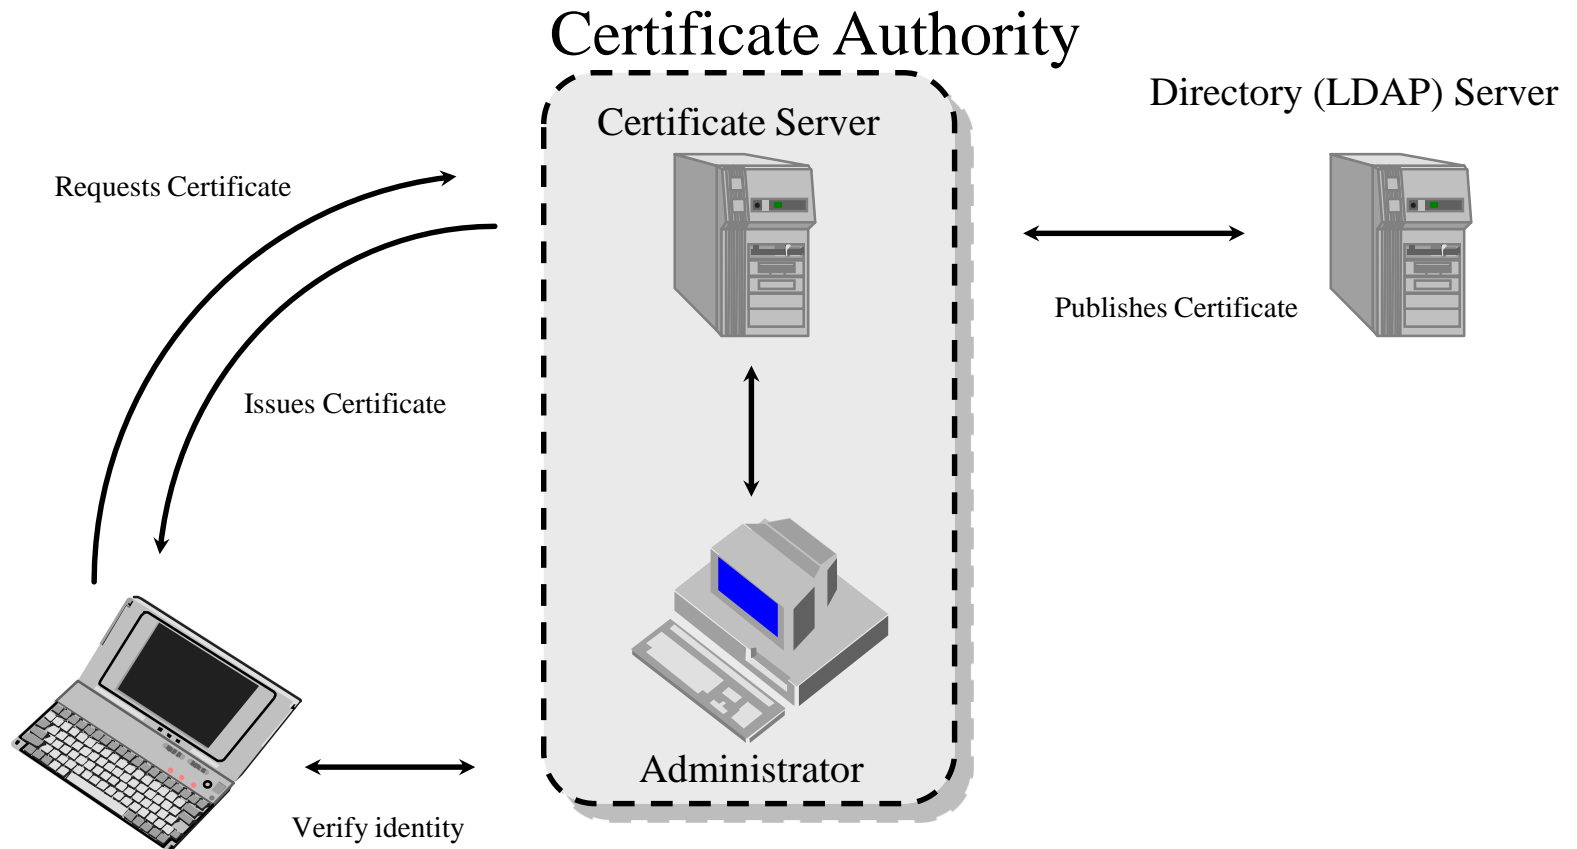 Certificate Authority
Directory (LDAP) Server
Certificate Server
Requests Certificate
Publishes Certificate
Issues Certificate
Administrator
Verify identity